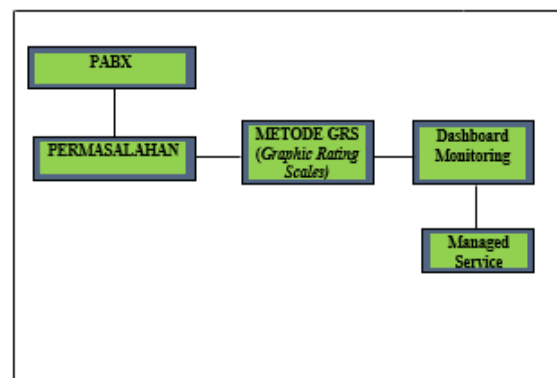 PABX
PERMASALAHAN
METODE GRS
(Graphic Rating
Scales)
Dashboard
Monitoring
Managed
Service